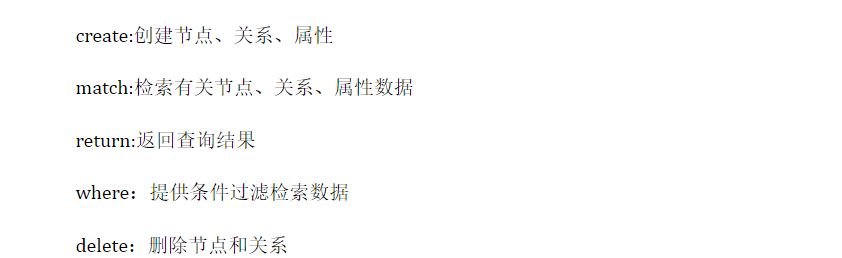 create:创建节点、关系、属性
match:检索有关节点、关系、属性数据
return:返回查询结果
where：提供条件过滤检索数据
delete：删除节点和关系